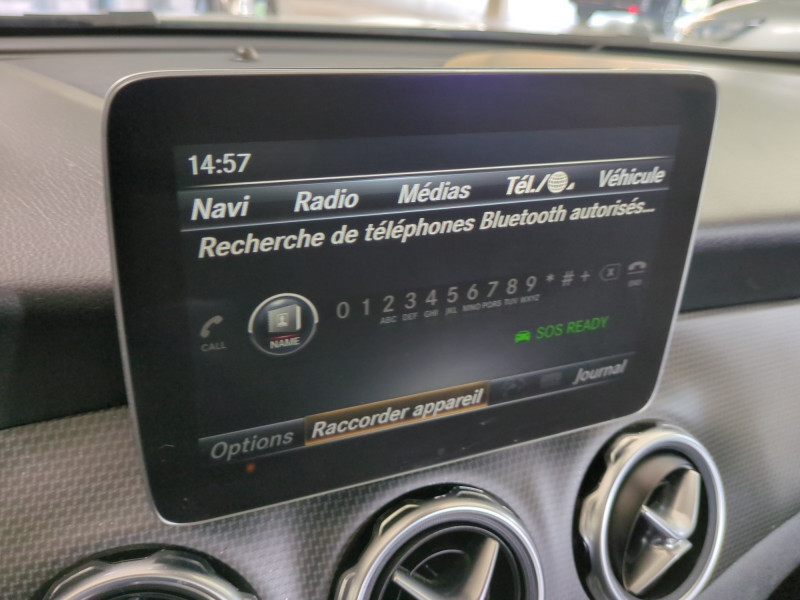 14:57
Navi Radio Médias Tél./ Véhicule
Recherche de téléphones Bluetooth autorisés...
CALL NAME 0 1 2 3 4 5 6 7 8 9 * # + END
ABC DEF GHI JKL MNO PQRS TUV WXYZ
SOS READY
Options Raccorder appareil Journal